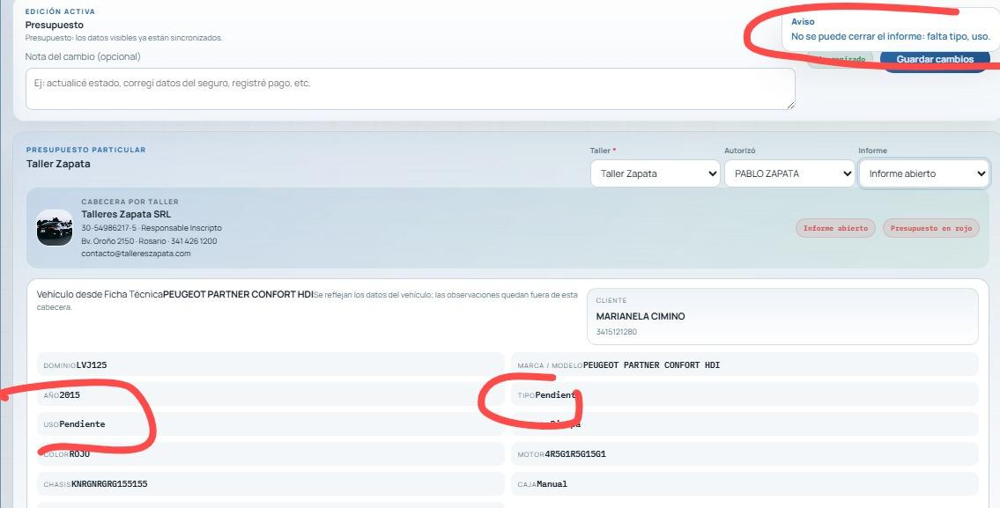 EDICIÓN ACTIVA
Presupuesto
Presupuesto: los datos visibles ya están sincronizados.
Aviso
No se puede cerrar el informe: falta tipo, uso.
Nota del cambio (opcional)
Guardar cambios
Ej: actualicé estado, corregí datos del seguro, registré pago, etc.
PRESUPUESTO PARTICULAR
Taller Zapata
Taller * Autorizó Informe
Taller Zapata PABLO ZAPATA Informe abierto
CABECERA POR TALLER
Talleres Zapata SRL
30-54986217-5 · Responsable Inscripto
Bv. Oroño 2150 · Rosario · 341 426 1200
contacto@tallereszapata.com
Informe abierto Presupuesto en rojo
Vehículo desde Ficha TécnicaPEUGEOT PARTNER CONFORT HDISe reflejan los datos del vehículo; las observaciones quedan fuera de esta
cabecera.
CLIENTE
MARIANELA CIMINO
3415121280
DOMINIOLVJ125 MARCA / MODELOPEUGEOT PARTNER CONFORT HDI
AÑO2015 TIPOPendient
USOPendiente
COLORROJO MOTOR4R5G1R5G15G1
CHASISKNRGNRGRG155155 CAJAManual